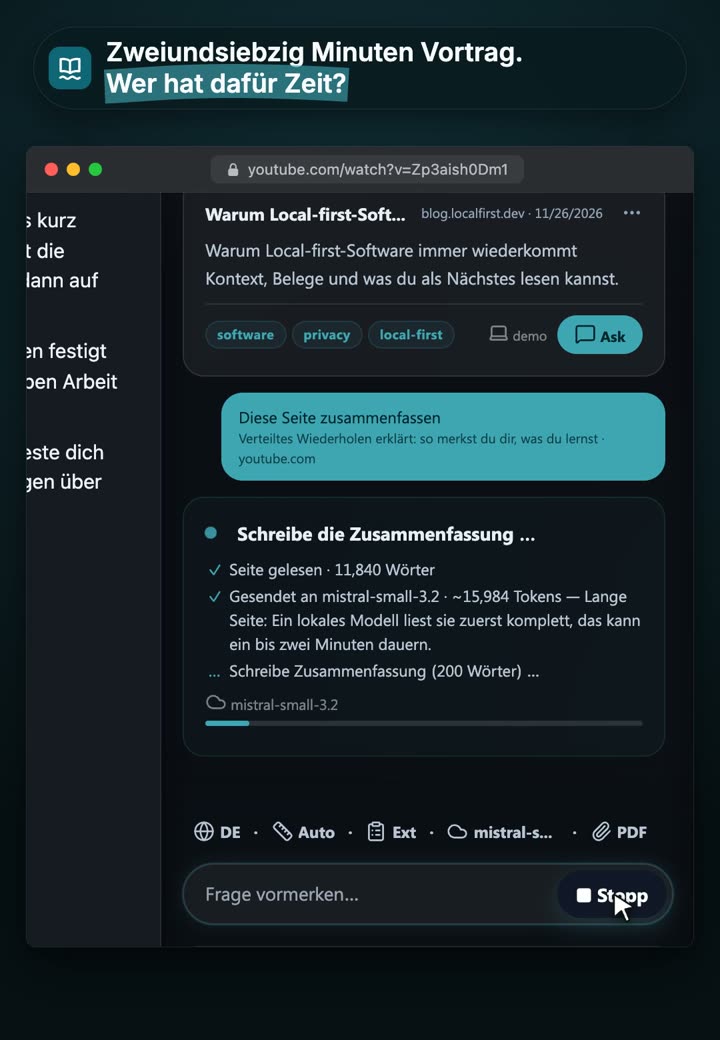 Zweiundsiebzig Minuten Vortrag.
Wer hat dafür Zeit?
youtube.com/watch?v=Zp3aish0Dm1
s kurz
t die
dann auf
en festigt
ben Arbeit
este dich
gen über
Warum Local-first-Soft... blog.localfirst.dev · 11/26/2026 ···
Warum Local-first-Software immer wiederkommt
Kontext, Belege und was du als Nächstes lesen kannst.
software privacy local-first demo Ask
Diese Seite zusammenfassen
Verteiltes Wiederholen erklärt: so merkst du dir, was du lernst ·
youtube.com
Schreibe die Zusammenfassung ...
✓ Seite gelesen · 11,840 Wörter
✓ Gesendet an mistral-small-3.2 · ~15,984 Tokens — Lange
Seite: Ein lokales Modell liest sie zuerst komplett, das kann
ein bis zwei Minuten dauern.
... Schreibe Zusammenfassung (200 Wörter) ...
mistral-small-3.2
DE · Auto · Ext · mistral-s... · PDF
Frage vormerken... Stopp